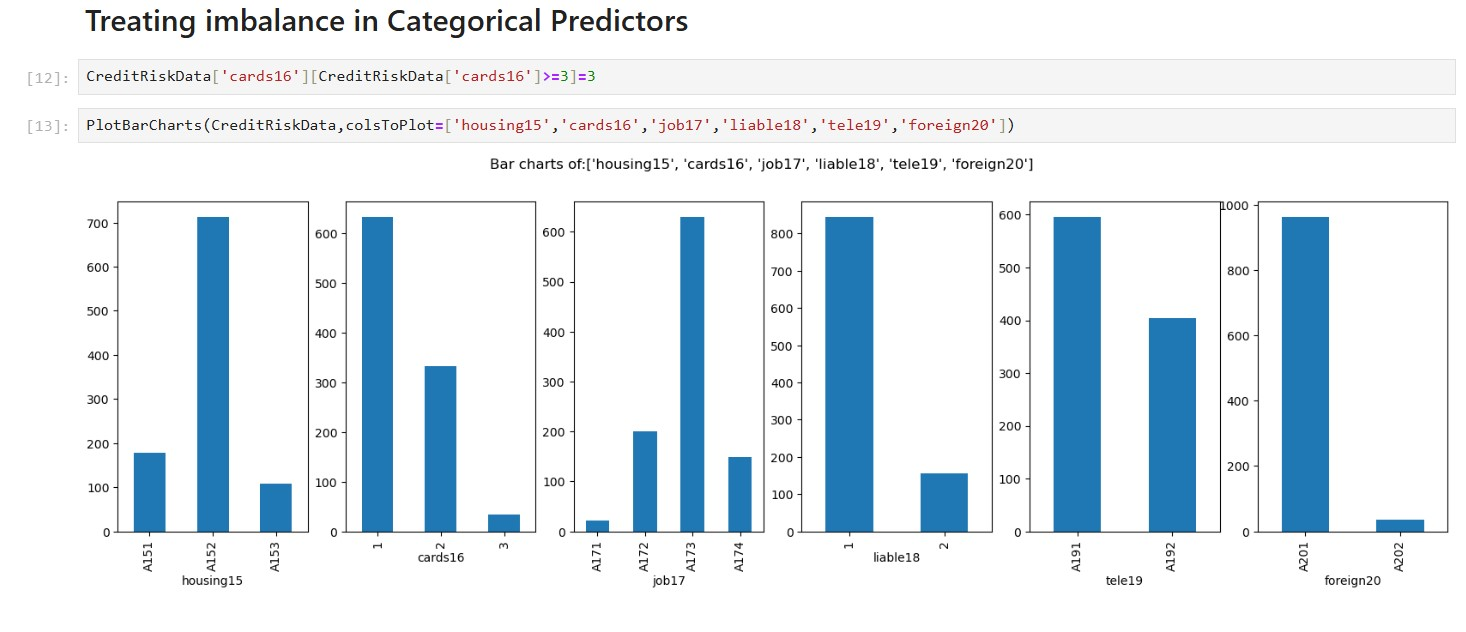 Treating imbalance in Categorical Predictors
[12]: CreditRiskData['cards16'][CreditRiskData['cards16']>=3]=3
[13]: PlotBarCharts(CreditRiskData,colsToPlot=['housing15','cards16','job17','liable18','tele19','foreign20'])
Bar charts of:['housing15', 'cards16', 'job17', 'liable18', 'tele19', 'foreign20']
700
600
500
400
300
200
100
0
A151
A152
A153
housing15
600
500
400
300
200
100
0
1
2
3
cards16
600
500
400
300
200
100
0
A171
A172
A173
A174
job17
800
700
600
500
400
300
200
100
0
1
2
liable18
600
500
400
300
200
100
0
A191
A192
tele19
1000
800
600
400
200
0
A201
A202
foreign20